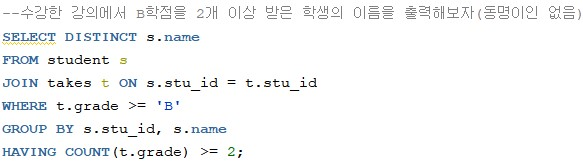 --수강한 강의에서 B학점을 2개 이상 받은 학생의 이름을 출력해보자(동명이인 없음)
SELECT DISTINCT s.name
FROM student s
JOIN takes t ON s.stu_id = t.stu_id
WHERE t.grade >= 'B'
GROUP BY s.stu_id, s.name
HAVING COUNT(t.grade) >= 2;